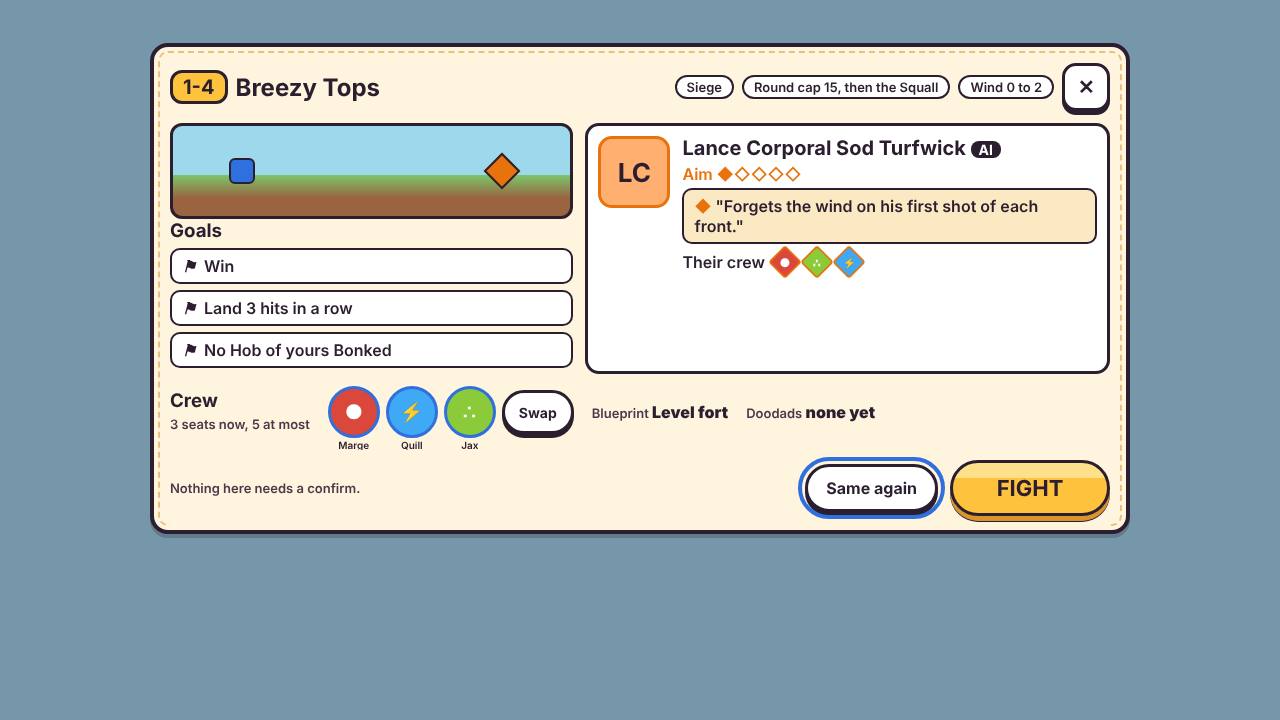 1-4 Breezy Tops
Siege
Round cap 15, then the Squall
Wind 0 to 2
✕
Goals
Win
Land 3 hits in a row
No Hob of yours Bonked
LC
Lance Corporal Sod Turfwick AI
Aim
"Forgets the wind on his first shot of each
front."
Their crew
Crew
3 seats now, 5 at most
Marge
Quill
Jax
Swap
Blueprint Level fort
Doodads none yet
Nothing here needs a confirm.
Same again
FIGHT